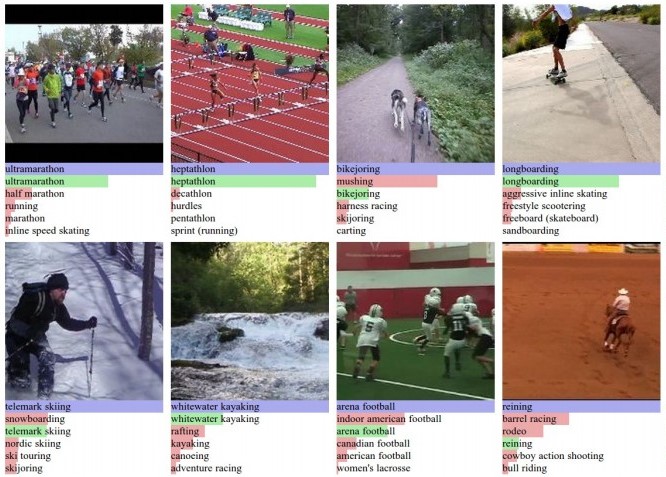 ultramarathon
ultramarathon
half marathon
running
marathon
inline speed skating
heptathlon
heptathlon
decathlon
hurdles
pentathlon
sprint (running)
bikejoring
mushing
bikejoring
harness racing
skijoring
carting
longboarding
longboarding
aggressive inline skating
freestyle scootering
freeboard (skateboard)
sandboarding
telemark skiing
snowboarding
telemark skiing
nordic skiing
ski touring
skijoring
whitewater kayaking
whitewater kayaking
rafting
kayaking
canoeing
adventure racing
arena football
indoor american football
arena football
canadian football
american football
women's lacrosse
reining
barrel racing
rodeo
reining
cowboy action shooting
bull riding